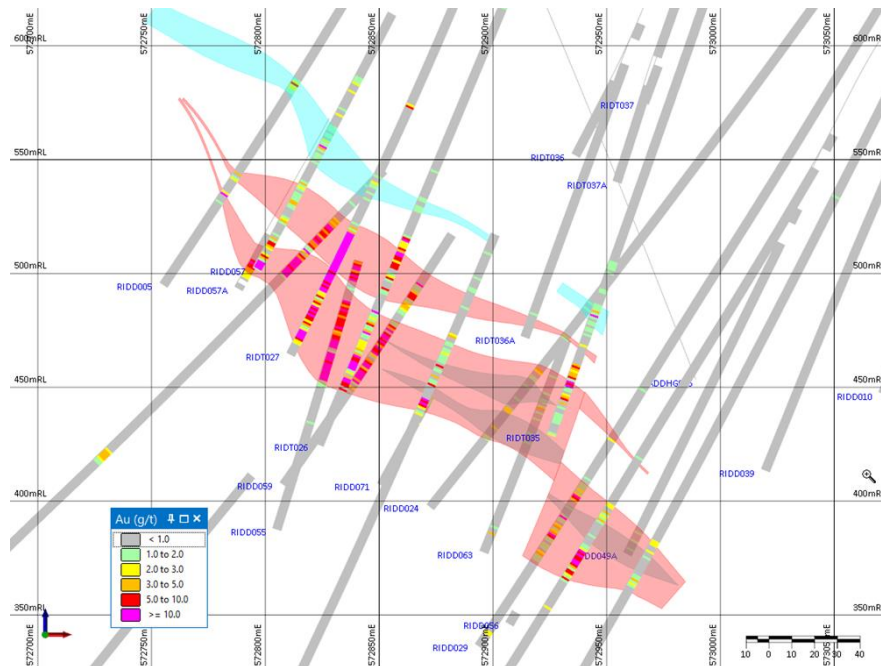 572700mE
572750mE
572800mE
572850mE
572900mE
572950mE
573000mE
573050mE
600mRL
600mRL
RIDT037
550mRL
550mRL
RIDT036
RIDT037A
500mRL
RIDD057
500mRL
RIDD005
RIDD057A
RIDT036A
RIDT027
450mRL
450mRL
RIDD010
RIDT035
RIDT026
RIDD059
RIDD071
RIDD039
RIDD024
400mRL
400mRL
RIDD055
RIDD063
DD049A
Au (g/t)
< 1.0
1.0 to 2.0
2.0 to 3.0
3.0 to 5.0
5.0 to 10.0
>= 10.0
350mRL
350mRL
RIDD056
RIDD029
572700mE
572750mE
572800mE
572850mE
572900mE
572950mE
573000mE
10 0 10 20 30 40